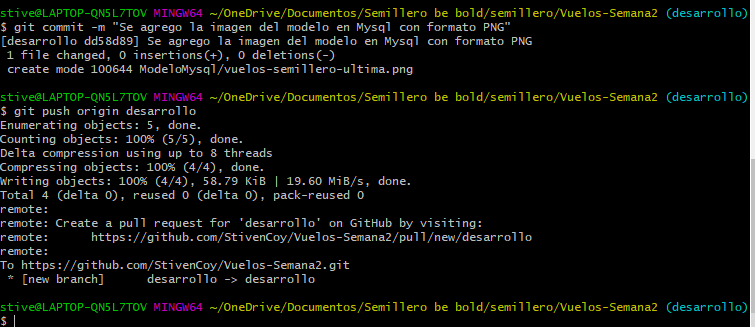 stive@LAPTOP-QN5L7TOV MINGW64 ~/OneDrive/Documentos/Semillero be bold/semillero/Vuelos-Semana2 (desarrollo)
$ git commit -m "Se agrego la imagen del modelo en Mysql con formato PNG"
[desarrollo dd58d89] Se agrego la imagen del modelo en Mysql con formato PNG
 1 file changed, 0 insertions(+), 0 deletions(-)
 create mode 100644 ModeloMysql/vuelos-semillero-ultima.png
stive@LAPTOP-QN5L7TOV MINGW64 ~/OneDrive/Documentos/Semillero be bold/semillero/Vuelos-Semana2 (desarrollo)
$ git push origin desarrollo
Enumerating objects: 5, done.
Counting objects: 100% (5/5), done.
Delta compression using up to 8 threads
Compressing objects: 100% (4/4), done.
Writing objects: 100% (4/4), 58.79 KiB | 19.60 MiB/s, done.
Total 4 (delta 0), reused 0 (delta 0), pack-reused 0
remote:
remote: Create a pull request for 'desarrollo' on GitHub by visiting:
remote:      https://github.com/StivenCoy/Vuelos-Semana2/pull/new/desarrollo
remote:
To https://github.com/StivenCoy/Vuelos-Semana2.git
 * [new branch]      desarrollo -> desarrollo
stive@LAPTOP-QN5L7TOV MINGW64 ~/OneDrive/Documentos/Semillero be bold/semillero/Vuelos-Semana2 (desarrollo)
$